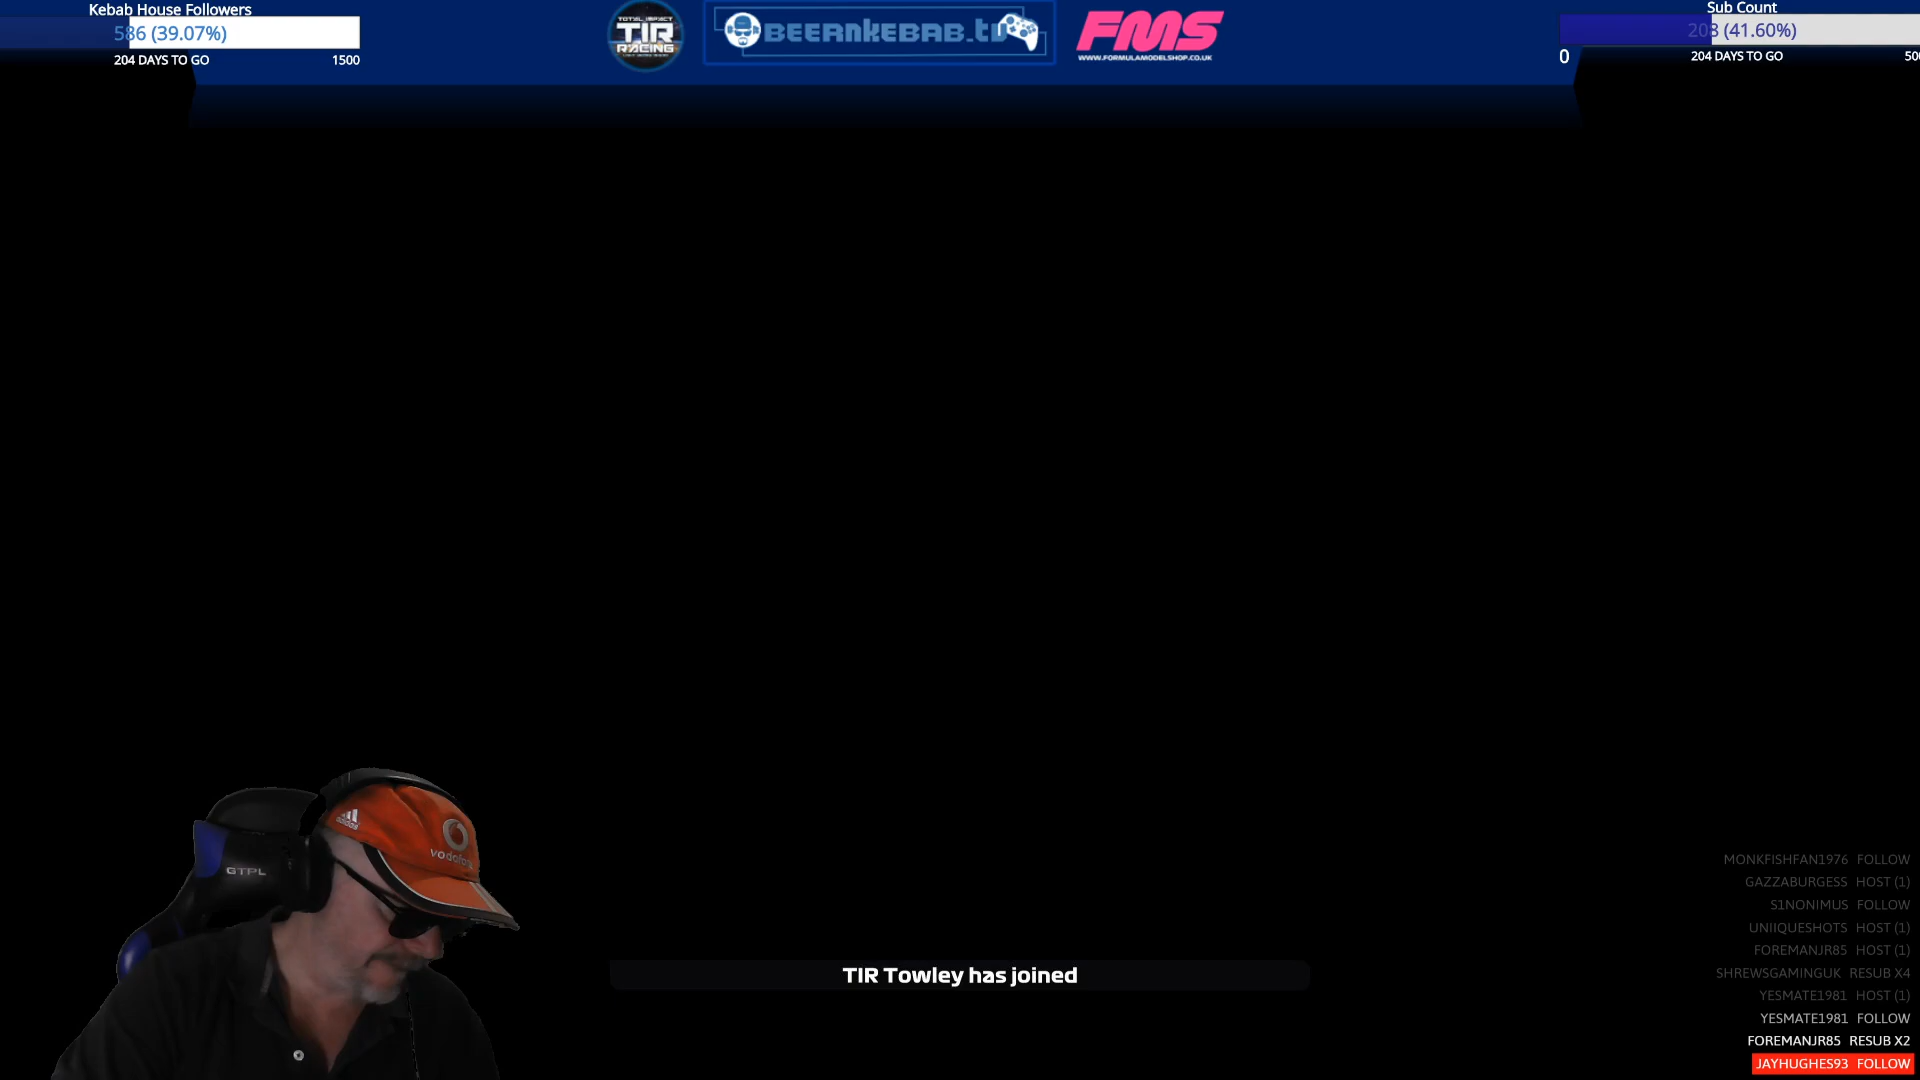 Kebab House Followers
586 (39.07%)
204 DAYS TO GO
1500
TOTAL IMPACT
TIR
RACING
BEERNKEBAB.tv
FMS
WWW.FORMULAMODELSHOP.CO.UK
Sub Count
208 (41.60%)
0
204 DAYS TO GO
500
adidas
vodafone
GTPL
TIR Towley has joined
MONKFISHFAN1976 FOLLOW
GAZZABURGESS HOST (1)
S1NONIMUS FOLLOW
UNIIQUESHOTS HOST (1)
FOREMANJR85 HOST (1)
SHREWSGAMINGUK RESUB X4
YESMATE1981 HOST (1)
YESMATE1981 FOLLOW
FOREMANJR85 RESUB X2
JAYHUGHES93 FOLLOW